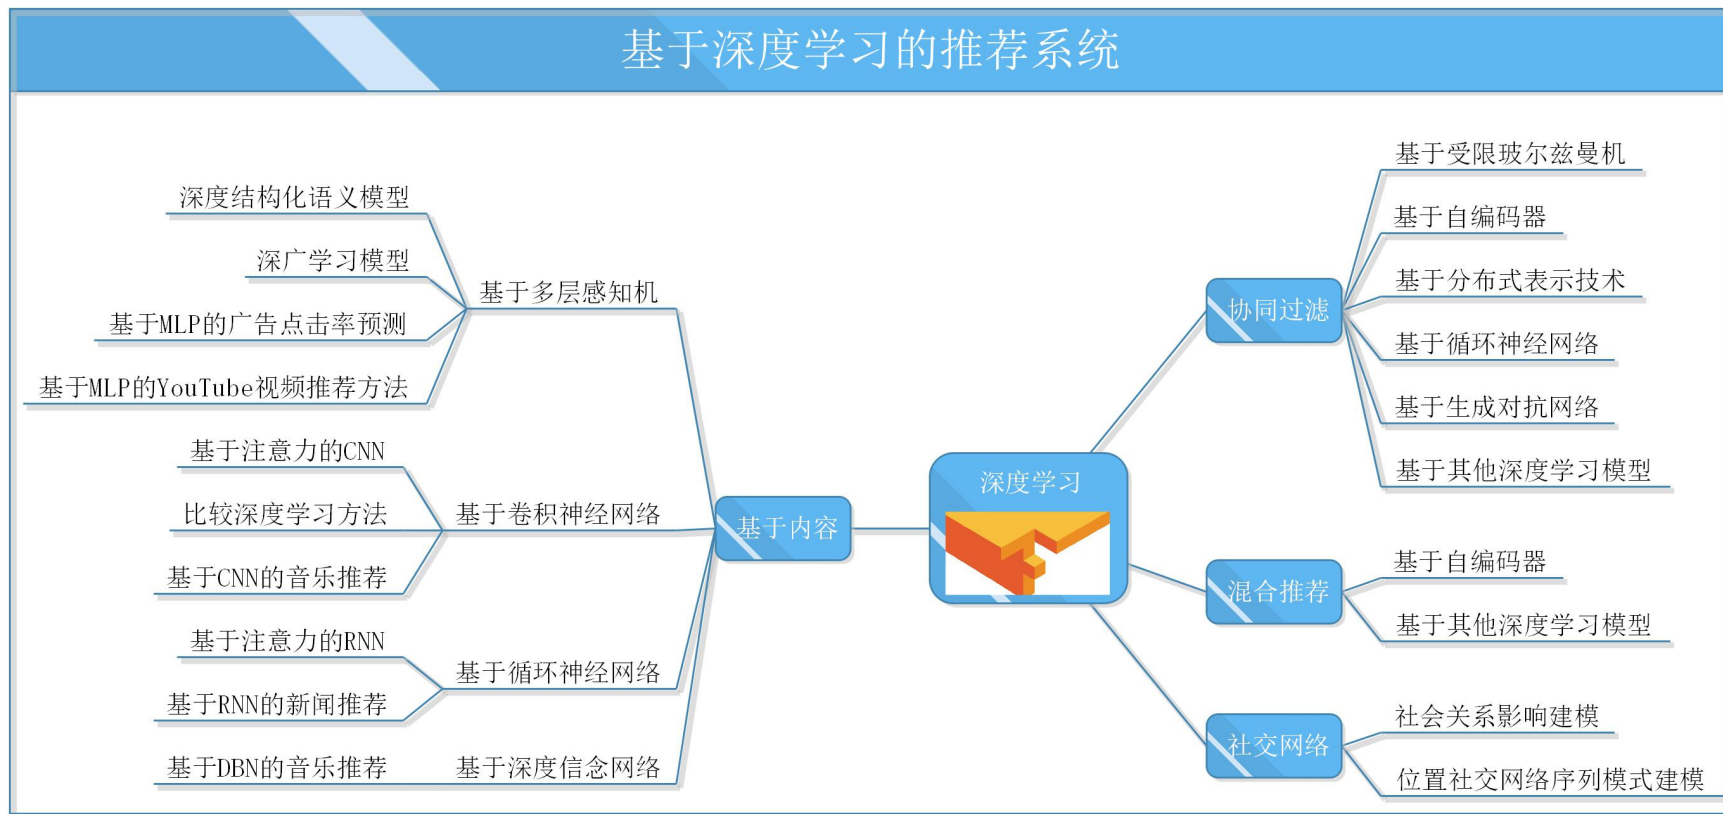 基于深度学习的推荐系统
深度结构化语义模型
深广学习模型
基于MLP的广告点击率预测
基于MLP的YouTube视频推荐方法
基于多层感知机
基于注意力的CNN
比较深度学习方法
基于CNN的音乐推荐
基于卷积神经网络
基于注意力的RNN
基于RNN的新闻推荐
基于循环神经网络
基于DBN的音乐推荐
基于深度信念网络
基于内容
深度学习
协同过滤
基于受限玻尔兹曼机
基于自编码器
基于分布式表示技术
基于循环神经网络
基于生成对抗网络
基于其他深度学习模型
混合推荐
基于自编码器
基于其他深度学习模型
社交网络
社会关系影响建模
位置社交网络序列模式建模